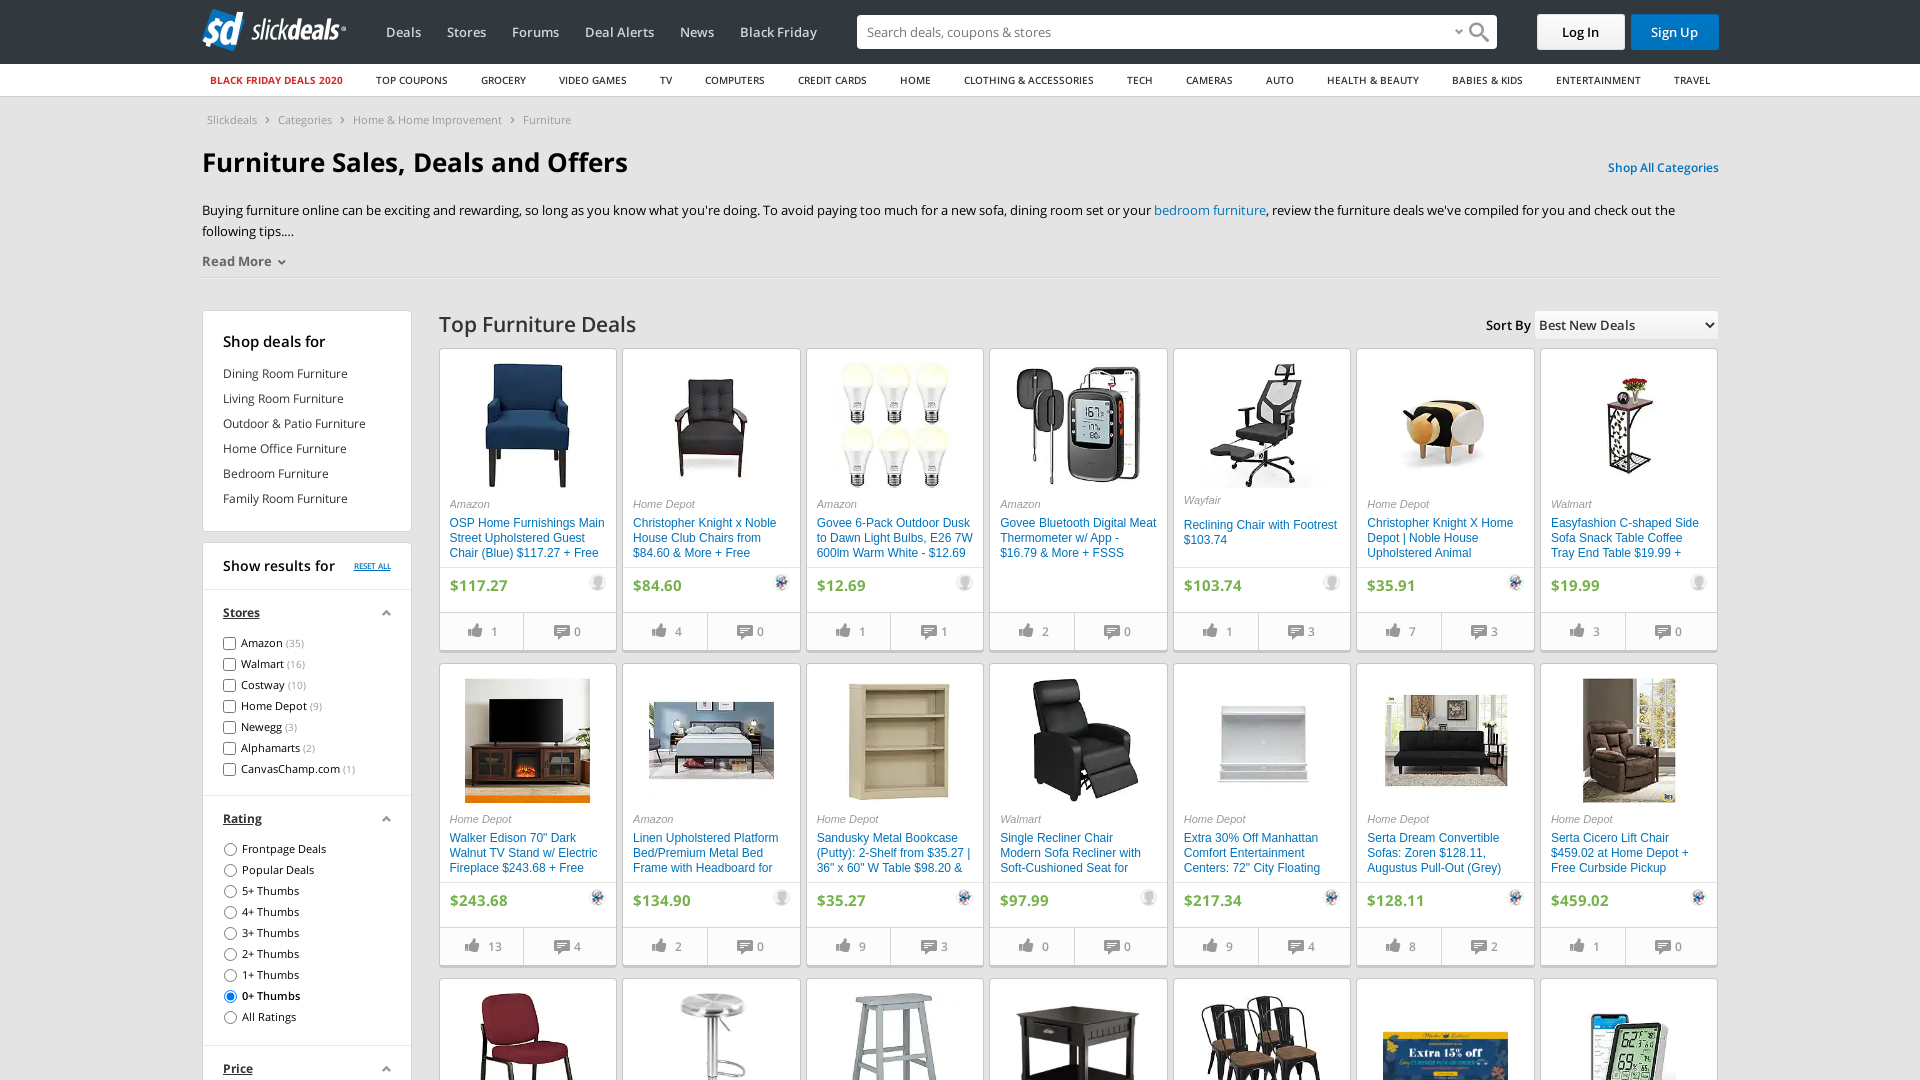 sd slickdeals
Deals
Stores
Forums
Deal Alerts
News
Black Friday
Search deals, coupons & stores
Log In
Sign Up
BLACK FRIDAY DEALS 2020
TOP COUPONS
GROCERY
VIDEO GAMES
TV
COMPUTERS
CREDIT CARDS
HOME
CLOTHING & ACCESSORIES
TECH
CAMERAS
AUTO
HEALTH & BEAUTY
BABIES & KIDS
ENTERTAINMENT
TRAVEL
Slickdeals > Categories > Home & Home Improvement > Furniture
Furniture Sales, Deals and Offers
Shop All Categories
Buying furniture online can be exciting and rewarding, so long as you know what you're doing. To avoid paying too much for a new sofa, dining room set or your bedroom furniture, review the furniture deals we've compiled for you and check out the
following tips....
Read More
Shop deals for
Dining Room Furniture
Living Room Furniture
Outdoor & Patio Furniture
Home Office Furniture
Bedroom Furniture
Family Room Furniture
Show results for
RESET ALL
Stores
Amazon (35)
Walmart (16)
Costway (10)
Home Depot (9)
Newegg (3)
Alphamarts (2)
CanvasChamp.com (1)
Rating
Frontpage Deals
Popular Deals
5+ Thumbs
4+ Thumbs
3+ Thumbs
2+ Thumbs
1+ Thumbs
0+ Thumbs
All Ratings
Price
Top Furniture Deals
Sort By Best New Deals
Amazon
OSP Home Furnishings Main
Street Upholstered Guest
Chair (Blue) $117.27 + Free
$117.27
1
0
Home Depot
Christopher Knight x Noble
House Club Chairs from
$84.60 & More + Free
$84.60
4
0
Amazon
Govee 6-Pack Outdoor Dusk
to Dawn Light Bulbs, E26 7W
600lm Warm White - $12.69
$12.69
1
1
Amazon
Govee Bluetooth Digital Meat
Thermometer w/ App -
$16.79 & More + FSSS
2
0
Wayfair
Reclining Chair with Footrest
$103.74
$103.74
1
3
Home Depot
Christopher Knight X Home
Depot | Noble House
Upholstered Animal
$35.91
7
3
Walmart
Easyfashion C-shaped Side
Sofa Snack Table Coffee
Tray End Table $19.99 +
$19.99
3
0
Home Depot
Walker Edison 70" Dark
Walnut TV Stand w/ Electric
Fireplace $243.68 + Free
$243.68
13
4
Amazon
Linen Upholstered Platform
Bed/Premium Metal Bed
Frame with Headboard for
$134.90
2
0
Home Depot
Sandusky Metal Bookcase
(Putty): 2-Shelf from $35.27 |
36" x 60" W Table $98.20 &
$35.27
9
3
Walmart
Single Recliner Chair
Modern Sofa Recliner with
Soft-Cushioned Seat for
$97.99
0
0
Home Depot
Extra 30% Off Manhattan
Comfort Entertainment
Centers: 72" City Floating
$217.34
9
4
Home Depot
Serta Dream Convertible
Sofas: Zoren $128.11,
Augustus Pull-Out (Grey)
$128.11
8
2
Home Depot
Serta Cicero Lift Chair
$459.02 at Home Depot +
Free Curbside Pickup
$459.02
1
0
Extra 15% off